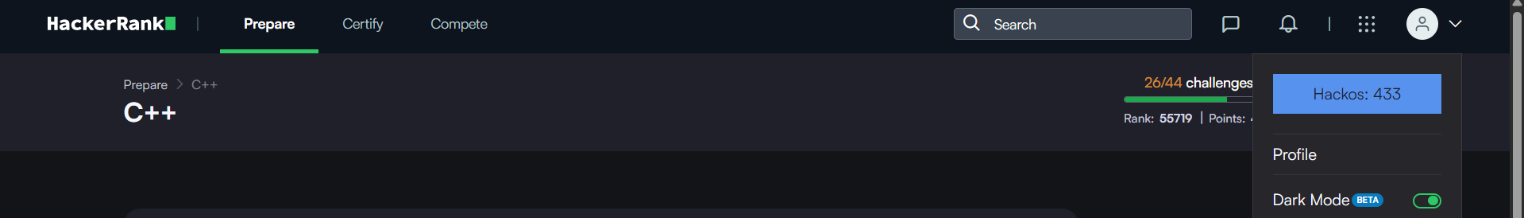 HackerRank | Prepare Certify Compete Search |
Prepare > C++
C++
26/44 challenges
Rank: 55719 | Points:
Hackos: 433
Profile
Dark Mode BETA